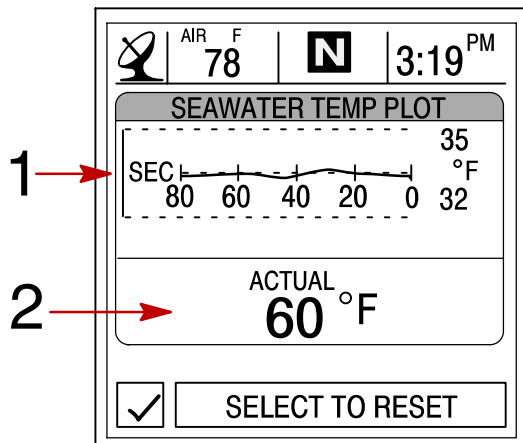 AIR F
78
N
3:19 PM
SEAWATER TEMP PLOT
35
°F
32
SEC
80 60 40 20 0
1
ACTUAL
60 °F
2
SELECT TO RESET